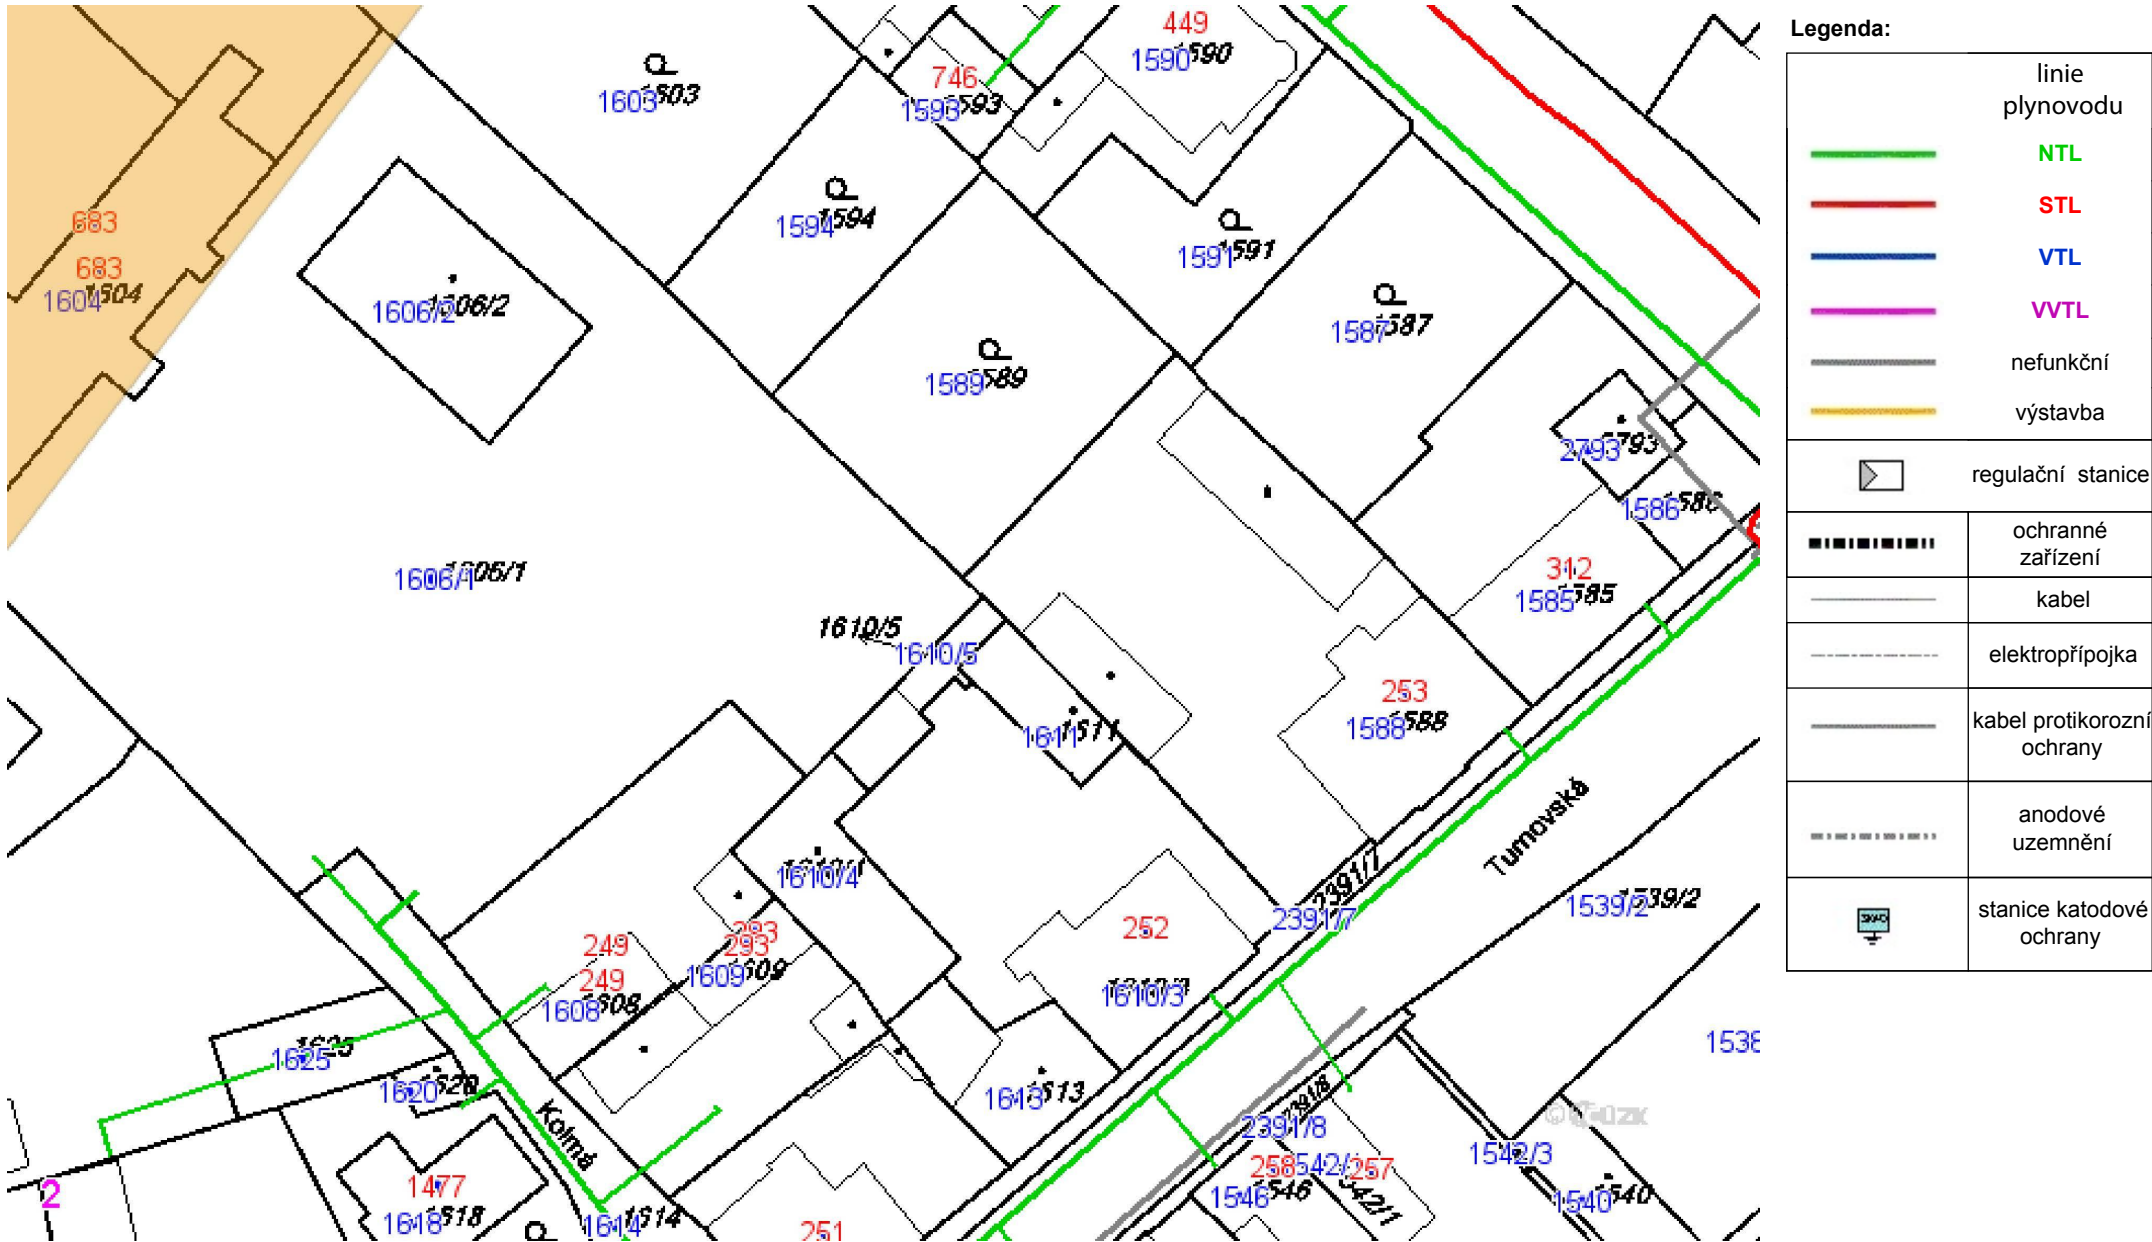 Legenda:
linie
plynovodu
NTL
STL
VTL
VVTL
nefunkční
výstavba
regulační stanice
ochranné
zařízení
kabel
elektropřípojka
kabel protikorozní
ochrany
anodové
uzemnění
stanice katodové
ochrany
449
1590
746
1593
1603
683
683
1604
1594
1591
1606/2
1587
1589
2793
1586
312
1585
1606/1
1610/5
1610/5
253
1588
1611
Turnovská
1610/4
2391/7
2391/7
1539/2
252
293
293
249
249
1609
1608
1610/3
1538
1625
1620
1613
Kolmá
2391/8
2391/8
1542/3
258
257
1546
1542/1
1540
2
1477
1618
1614
251